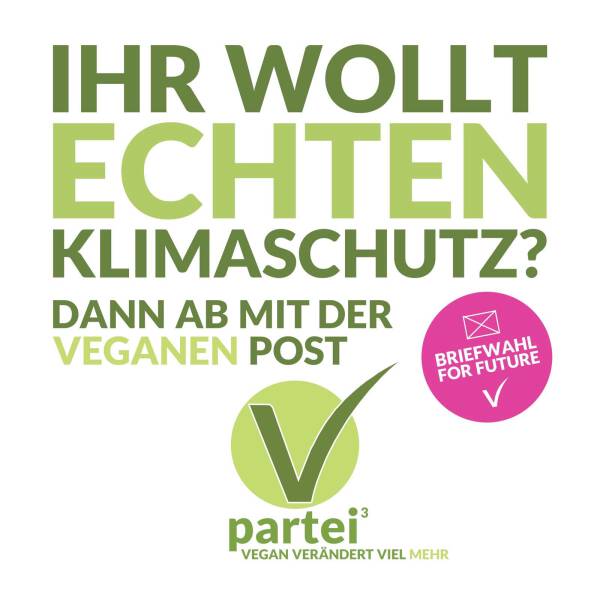 IHR WOLLT
ECHTEN
KLIMASCHUTZ?
DANN AB MIT DER
VEGANEN POST
BRIEFWAHL
FOR FUTURE
V
partei³
VEGAN VERÄNDERT VIEL MEHR